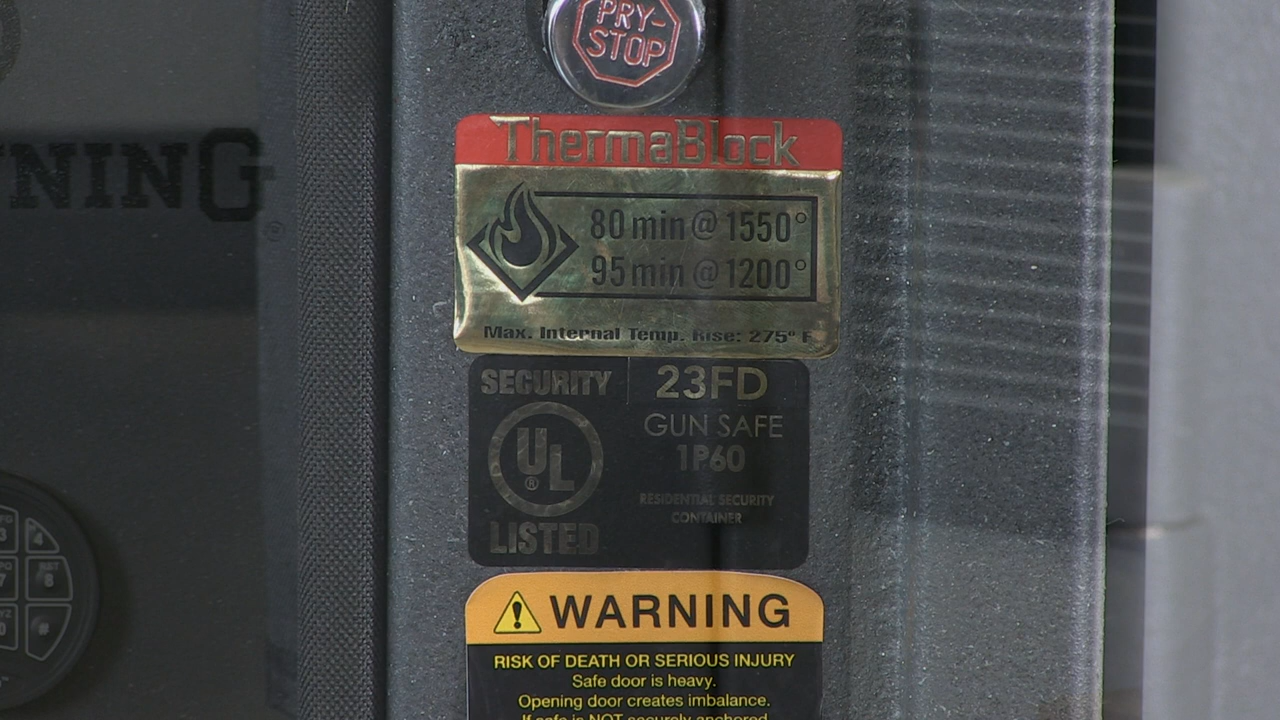 PRY-
STOP
ThermaBlock
80 min @ 1550°
95 min @ 1200°
Max. Internal Temp. Rise: 275° F
SECURITY
UL
®
LISTED
23FD
GUN SAFE
1P60
RESIDENTIAL SECURITY
CONTAINER
WARNING
RISK OF DEATH OR SERIOUS INJURY
Safe door is heavy.
Opening door creates imbalance.
If safe is NOT securely anchored
NING
4
8
#